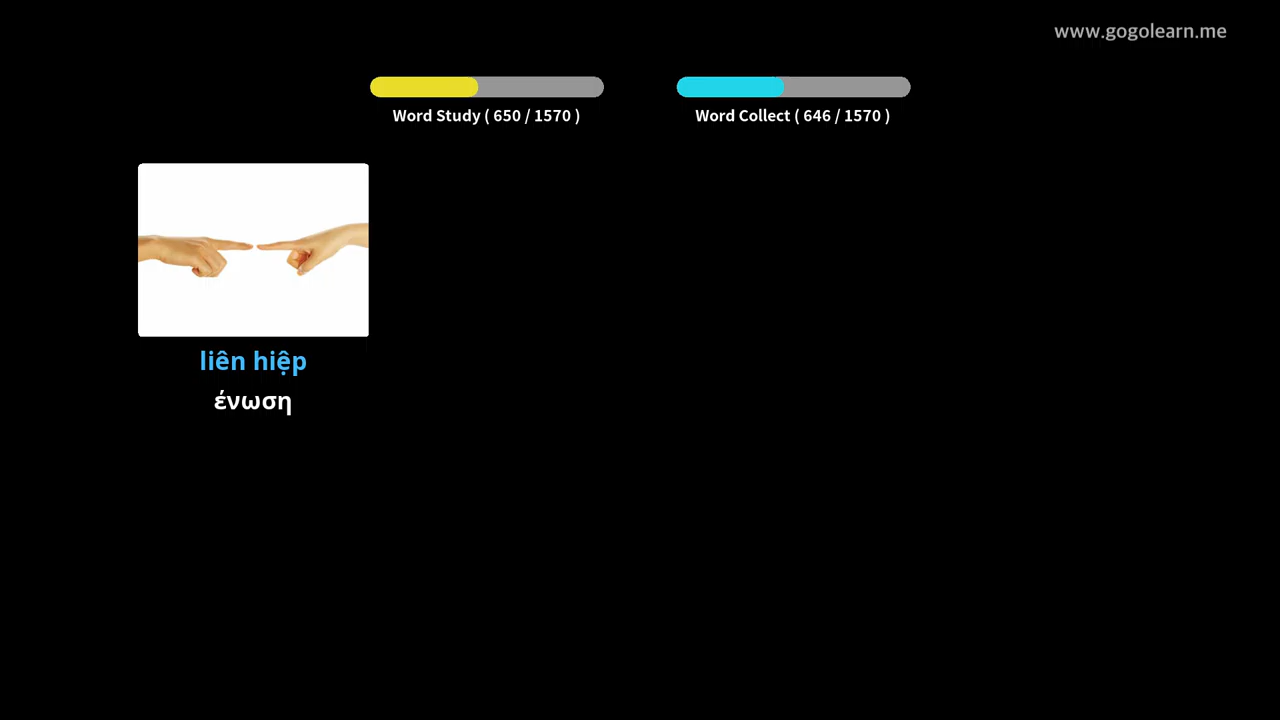 www.gogolearn.me
Word Study ( 650 / 1570 )
Word Collect ( 646 / 1570 )
liên hiệp
ένωση